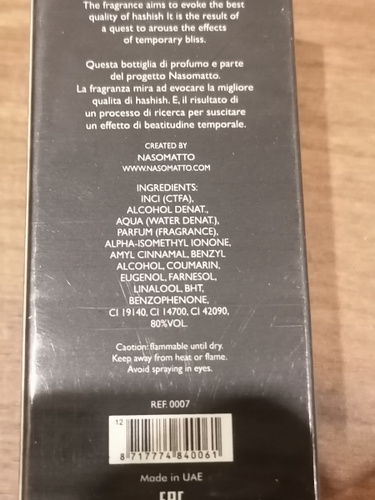 The fragrance aims to evoke the best
quality of hashish It is the result of
a quest to arouse the effects
of temporary bliss.
Questa bottiglia di profumo e parte
del progetto Nasomatto.
La fragranza mira ad evocare la migliore
qualita di hashish. E, il risultato di
un processo di ricerca per suscitare
un effetto di beatitudine temporale.
CREATED BY
NASOMATTO
WWW.NASOMATTO.COM
INGREDIENTS:
INCI (CTFA),
ALCOHOL DENAT.,
AQUA (WATER DENAT.),
PARFUM (FRAGRANCE),
ALPHA-ISOMETHYL IONONE,
AMYL CINNAMAL, BENZYL
ALCOHOL, COUMARIN,
EUGENOL, FARNESOL,
LINALOOL, BHT,
BENZOPHENONE,
CI 19140, CI 14700, CI 42090,
80%VOL.
Caution: flammable until dry.
Keep away from heat or flame.
Avoid spraying in eyes.
REF. 0007
12
8 717774 840061
Made in UAE